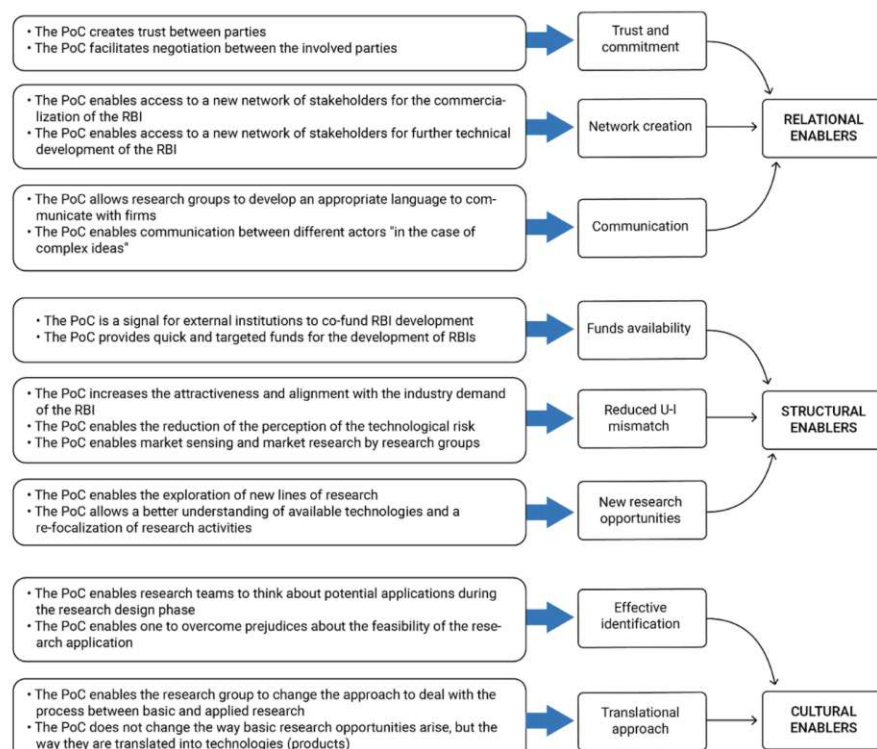 • The PoC creates trust between parties
• The PoC facilitates negotiation between the involved parties
Trust and
commitment
• The PoC enables access to a new network of stakeholders for the commercia-
lization of the RBI
• The PoC enables access to a new network of stakeholders for further technical
development of the RBI
Network creation
• The PoC allows research groups to develop an appropriate language to com-
municate with firms
• The PoC enables communication between different actors "in the case of
complex ideas"
Communication
RELATIONAL
ENABLERS
• The PoC is a signal for external institutions to co-fund RBI development
• The PoC provides quick and targeted funds for the development of RBIs
Funds availability
• The PoC increases the attractiveness and alignment with the industry demand
of the RBI
• The PoC enables the reduction of the perception of the technological risk
• The PoC enables market sensing and market research by research groups
Reduced U-I
mismatch
• The PoC enables the exploration of new lines of research
• The PoC allows a better understanding of available technologies and a
re-focalization of research activities
New research
opportunities
STRUCTURAL
ENABLERS
• The PoC enables research teams to think about potential applications during
the research design phase
• The PoC enables one to overcome prejudices about the feasibility of the rese-
arch application
Effective
identification
• The PoC enables the research group to change the approach to deal with the
process between basic and applied research
• The PoC does not change the way basic research opportunities arise, but the
way they are translated into technologies (products)
Translational
approach
CULTURAL
ENABLERS